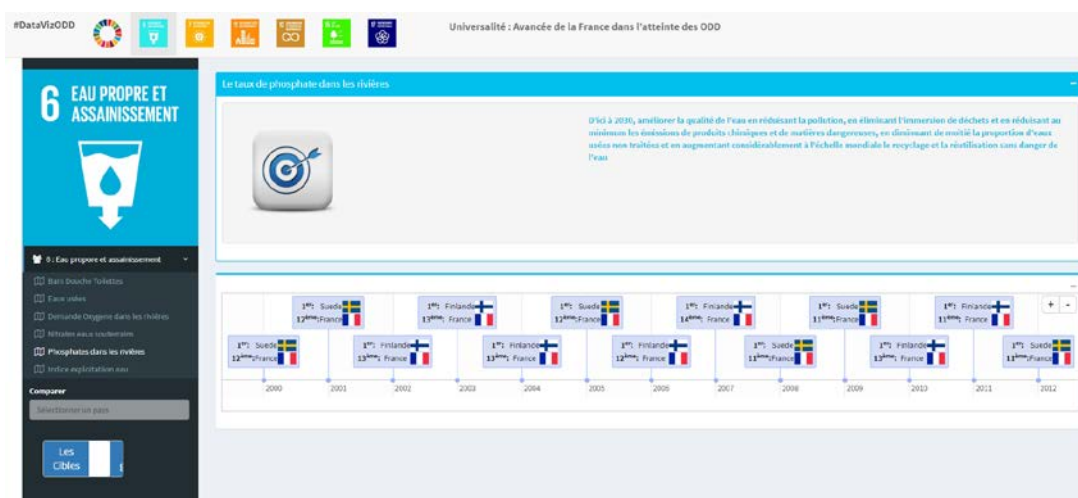 #DataVizODD
Universalité : Avancée de la France dans l'atteinte des ODD
6 EAU PROPRE ET
ASSAINISSEMENT
6 : Eau propore et assainissement
Bain Douche Toilettes
Eaux usées
Demande Oxygene dans les rivières
Nitrates eaux souterrains
Phosphates dans les rivières
Indice exploitation eau
Comparer
Sélectionner un pays
Les
Cibles
Le taux de phosphate dans les rivières
D'ici à 2030, améliorer la qualité de l'eau en réduisant la pollution, en éliminant l'immersion de déchets et en réduisant au
minimum les émissions de produits chimiques et de matières dangereuses, en diminuant de moitié la proportion d'eaux
usées non traitées et en augmentant considérablement à l'échelle mondiale le recyclage et la réutilisation sans danger de
l'eau
1er: Suede
12ème:France
1er: Finlande
13ème: France
1er: Suede
12ème:France
1er: Finlande
14ème: France
1er: Suede
11ème:France
1er: Finlande
11ème: France
+ -
1er: Suede
12ème:France
1er: Finlande
13ème: France
1er: Finlande
13ème: France
1er: Finlande
12ème: France
1er: Suede
11ème:France
1er: Finlande
13ème: France
1er: Suede
11ème:France
2000 2001 2002 2003 2004 2005 2006 2007 2008 2009 2010 2011 2012